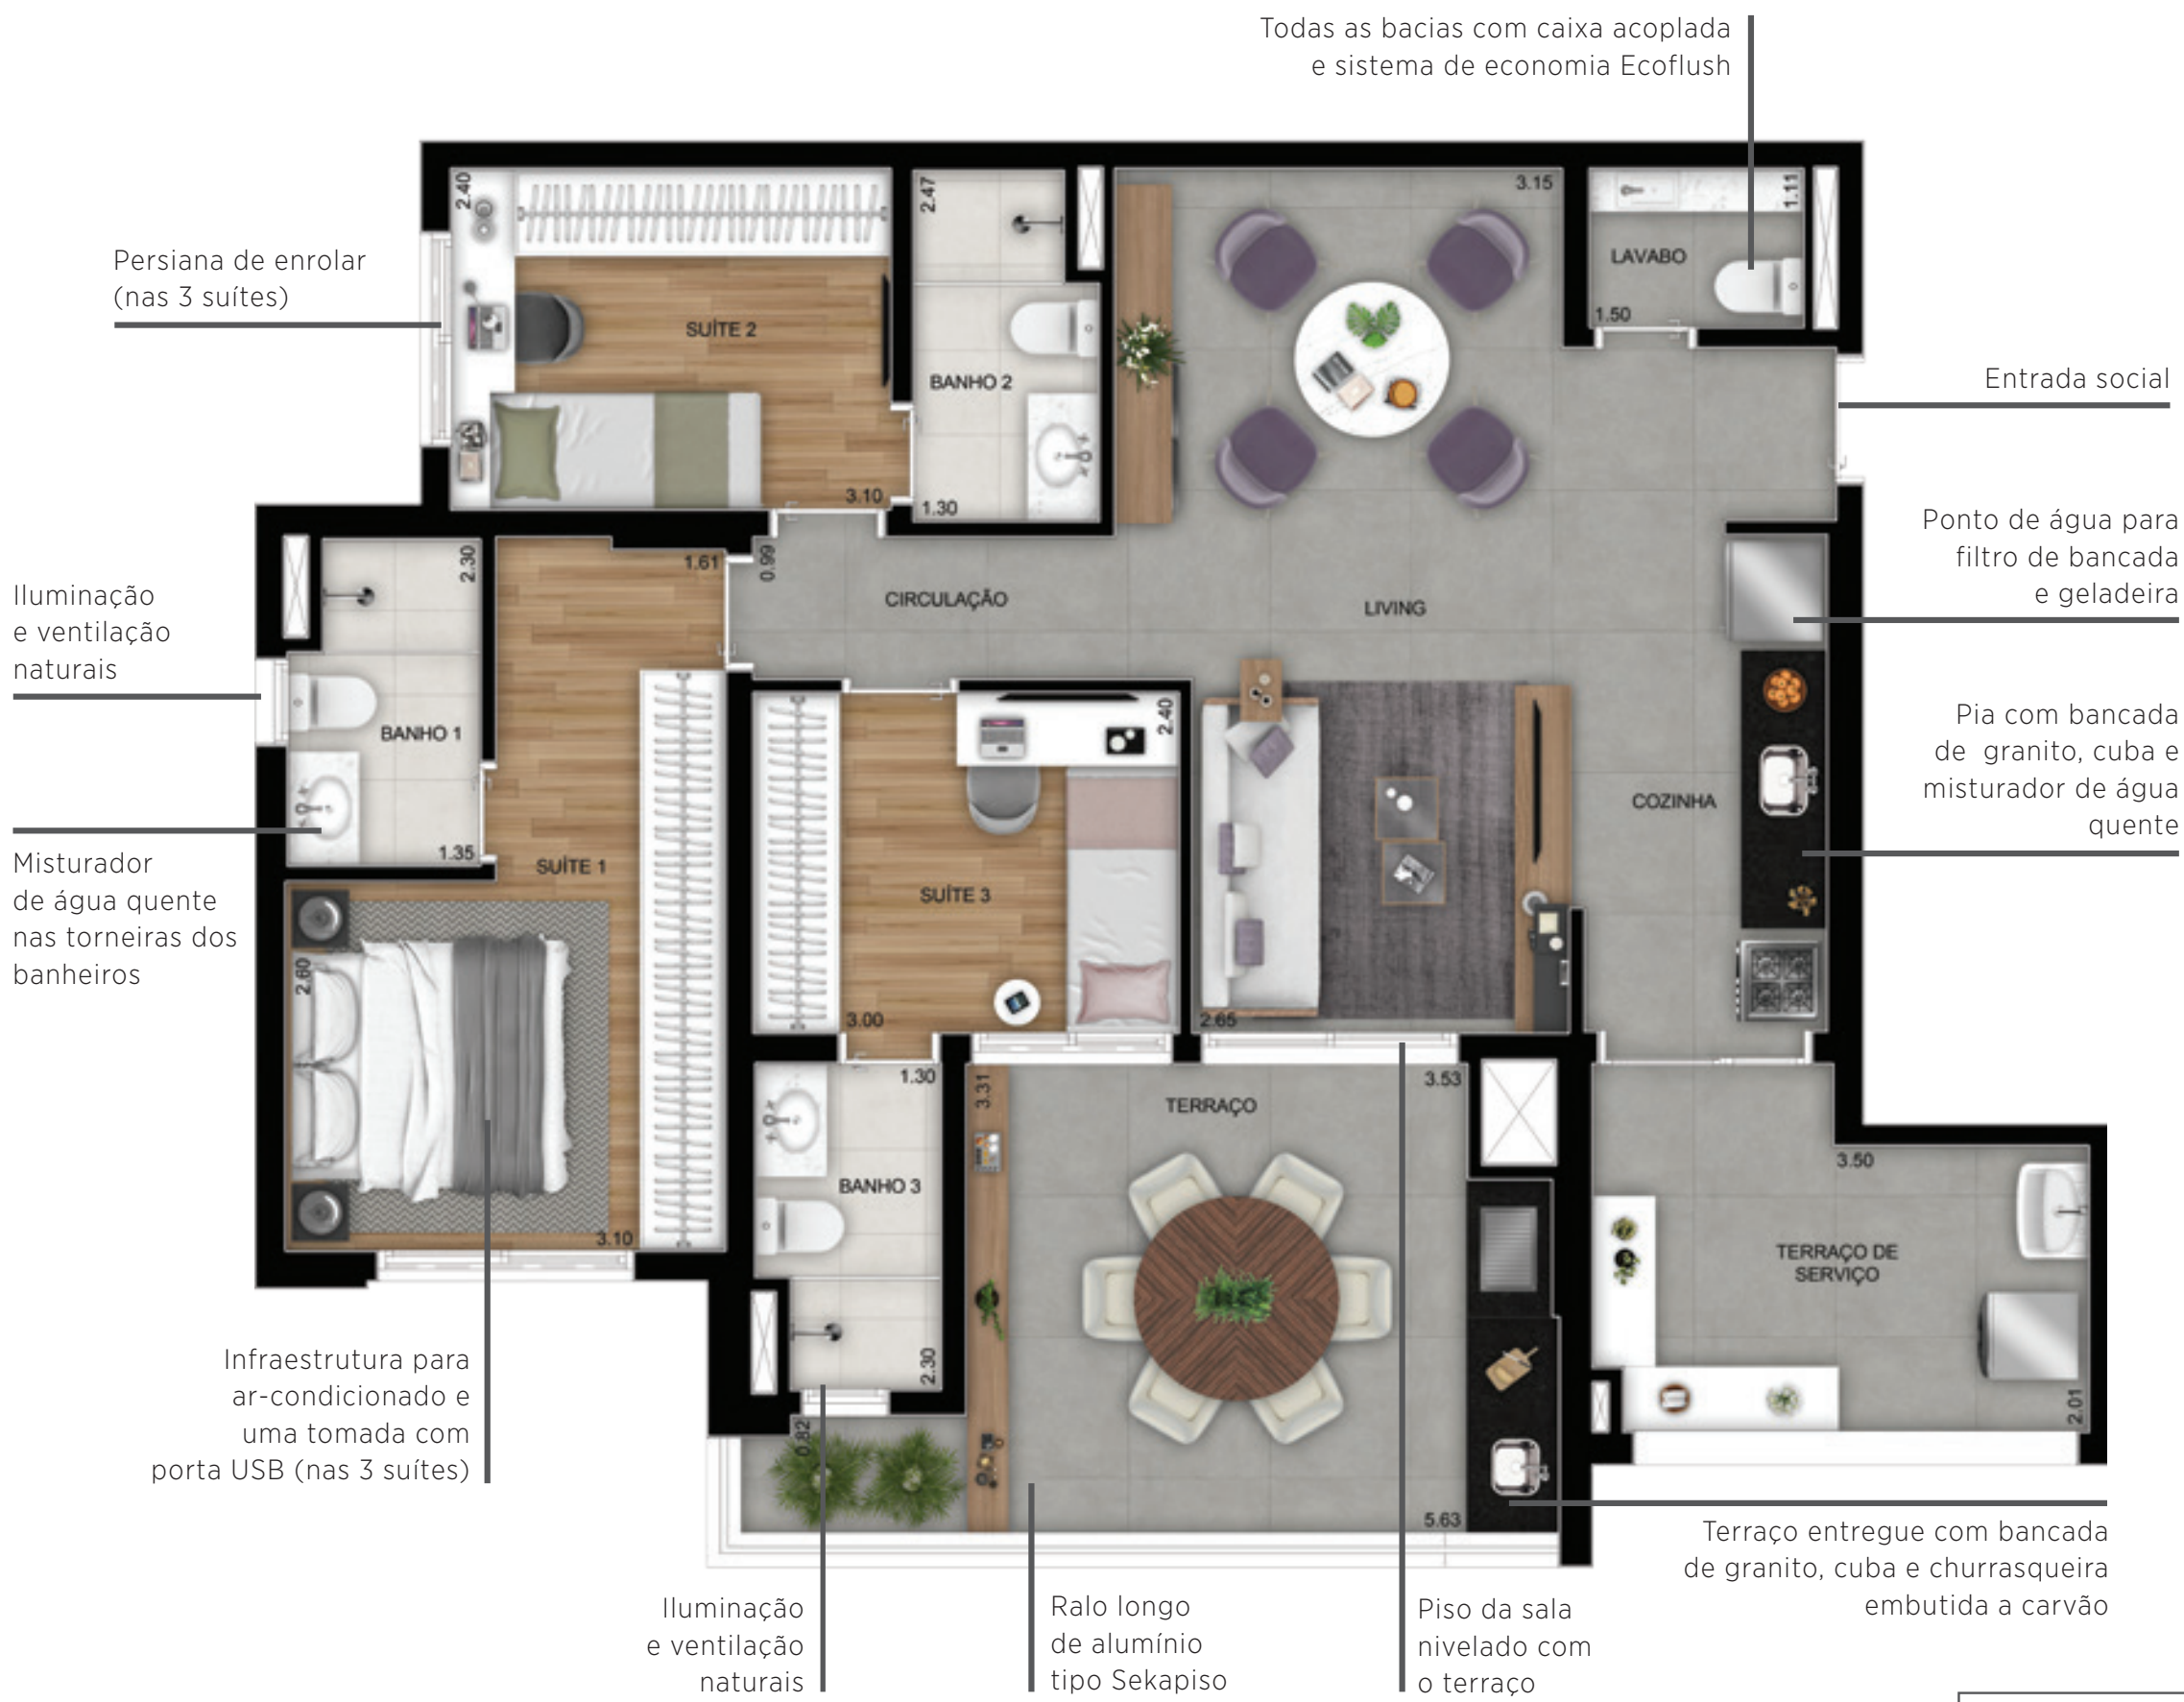 Todas as bacias com caixa acoplada
e sistema de economia Ecoflush
Persiana de enrolar
(nas 3 suítes)
2.40
SUÍTE 2
3.10
2.47
BANHO 2
1.30
3.15
1.11
LAVABO
1.50
Entrada social
Ponto de água para
filtro de bancada
e geladeira
Iluminação
e ventilação
naturais
2.30
BANHO 1
1.35
1.61
0.99
CIRCULAÇÃO
LIVING
Pia com bancada
de granito, cuba e
misturador de água
quente
Misturador
de água quente
nas torneiras dos
banheiros
SUÍTE 1
2.60
3.10
2.40
SUÍTE 3
3.00
2.65
COZINHA
1.30
BANHO 3
2.30
3.31
TERRAÇO
3.53
3.50
TERRAÇO DE
SERVIÇO
2.01
0.82
5.63
Infraestrutura para
ar-condicionado e
uma tomada com
porta USB (nas 3 suítes)
Terraço entregue com bancada
de granito, cuba e churrasqueira
embutida a carvão
Iluminação
e ventilação
naturais
Ralo longo
de alumínio
tipo Sekapiso
Piso da sala
nivelado com
o terraço